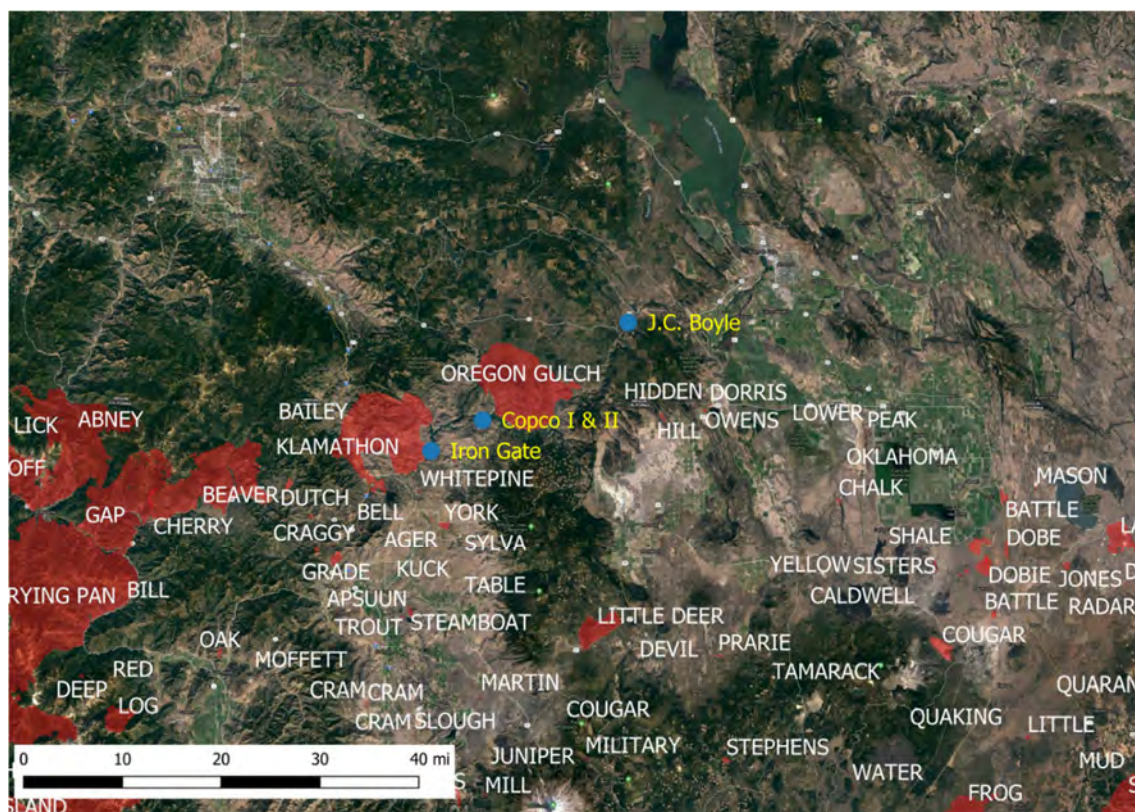 J.C. Boyle
OREGON GULCH
HIDDEN
DORRIS
LICK
ABNEY
BATLEY
Copco I & II
HILL
OWENS
LOWER
PEAK
OFF
KLAMATHON
Iron Gate
OKLAHOMA
WHITEPINE
CHALK
MASON
BEAVER
DUTCH
GAP
CHERRY
BELL
YORK
BATTLE
CRAGGY
AGER
SYLVA
SHALE
DOBE
LA
GRADE
KUCK
YELLOW
SISTERS
DOBIE
JONES
D
RYING PAN
BILL
APSUUN
TABLE
CALDWELL
BATTLE
RADAR
TROUT
STEAMBOAT
LITTLE DEER
OAK
DEVIL
PRARIE
COUGAR
RED
MOFFETT
TAMARACK
DEEP
LOG
CRAM
CRAM
MARTIN
QUARAN
CRAM
SLOUGH
COUGAR
QUAKING
LITTLE
JUNIPER
MILITARY
STEPHENS
MUD
0 10 20 30 40 mi
MILL
WATER
S
SLAND
FROG
S